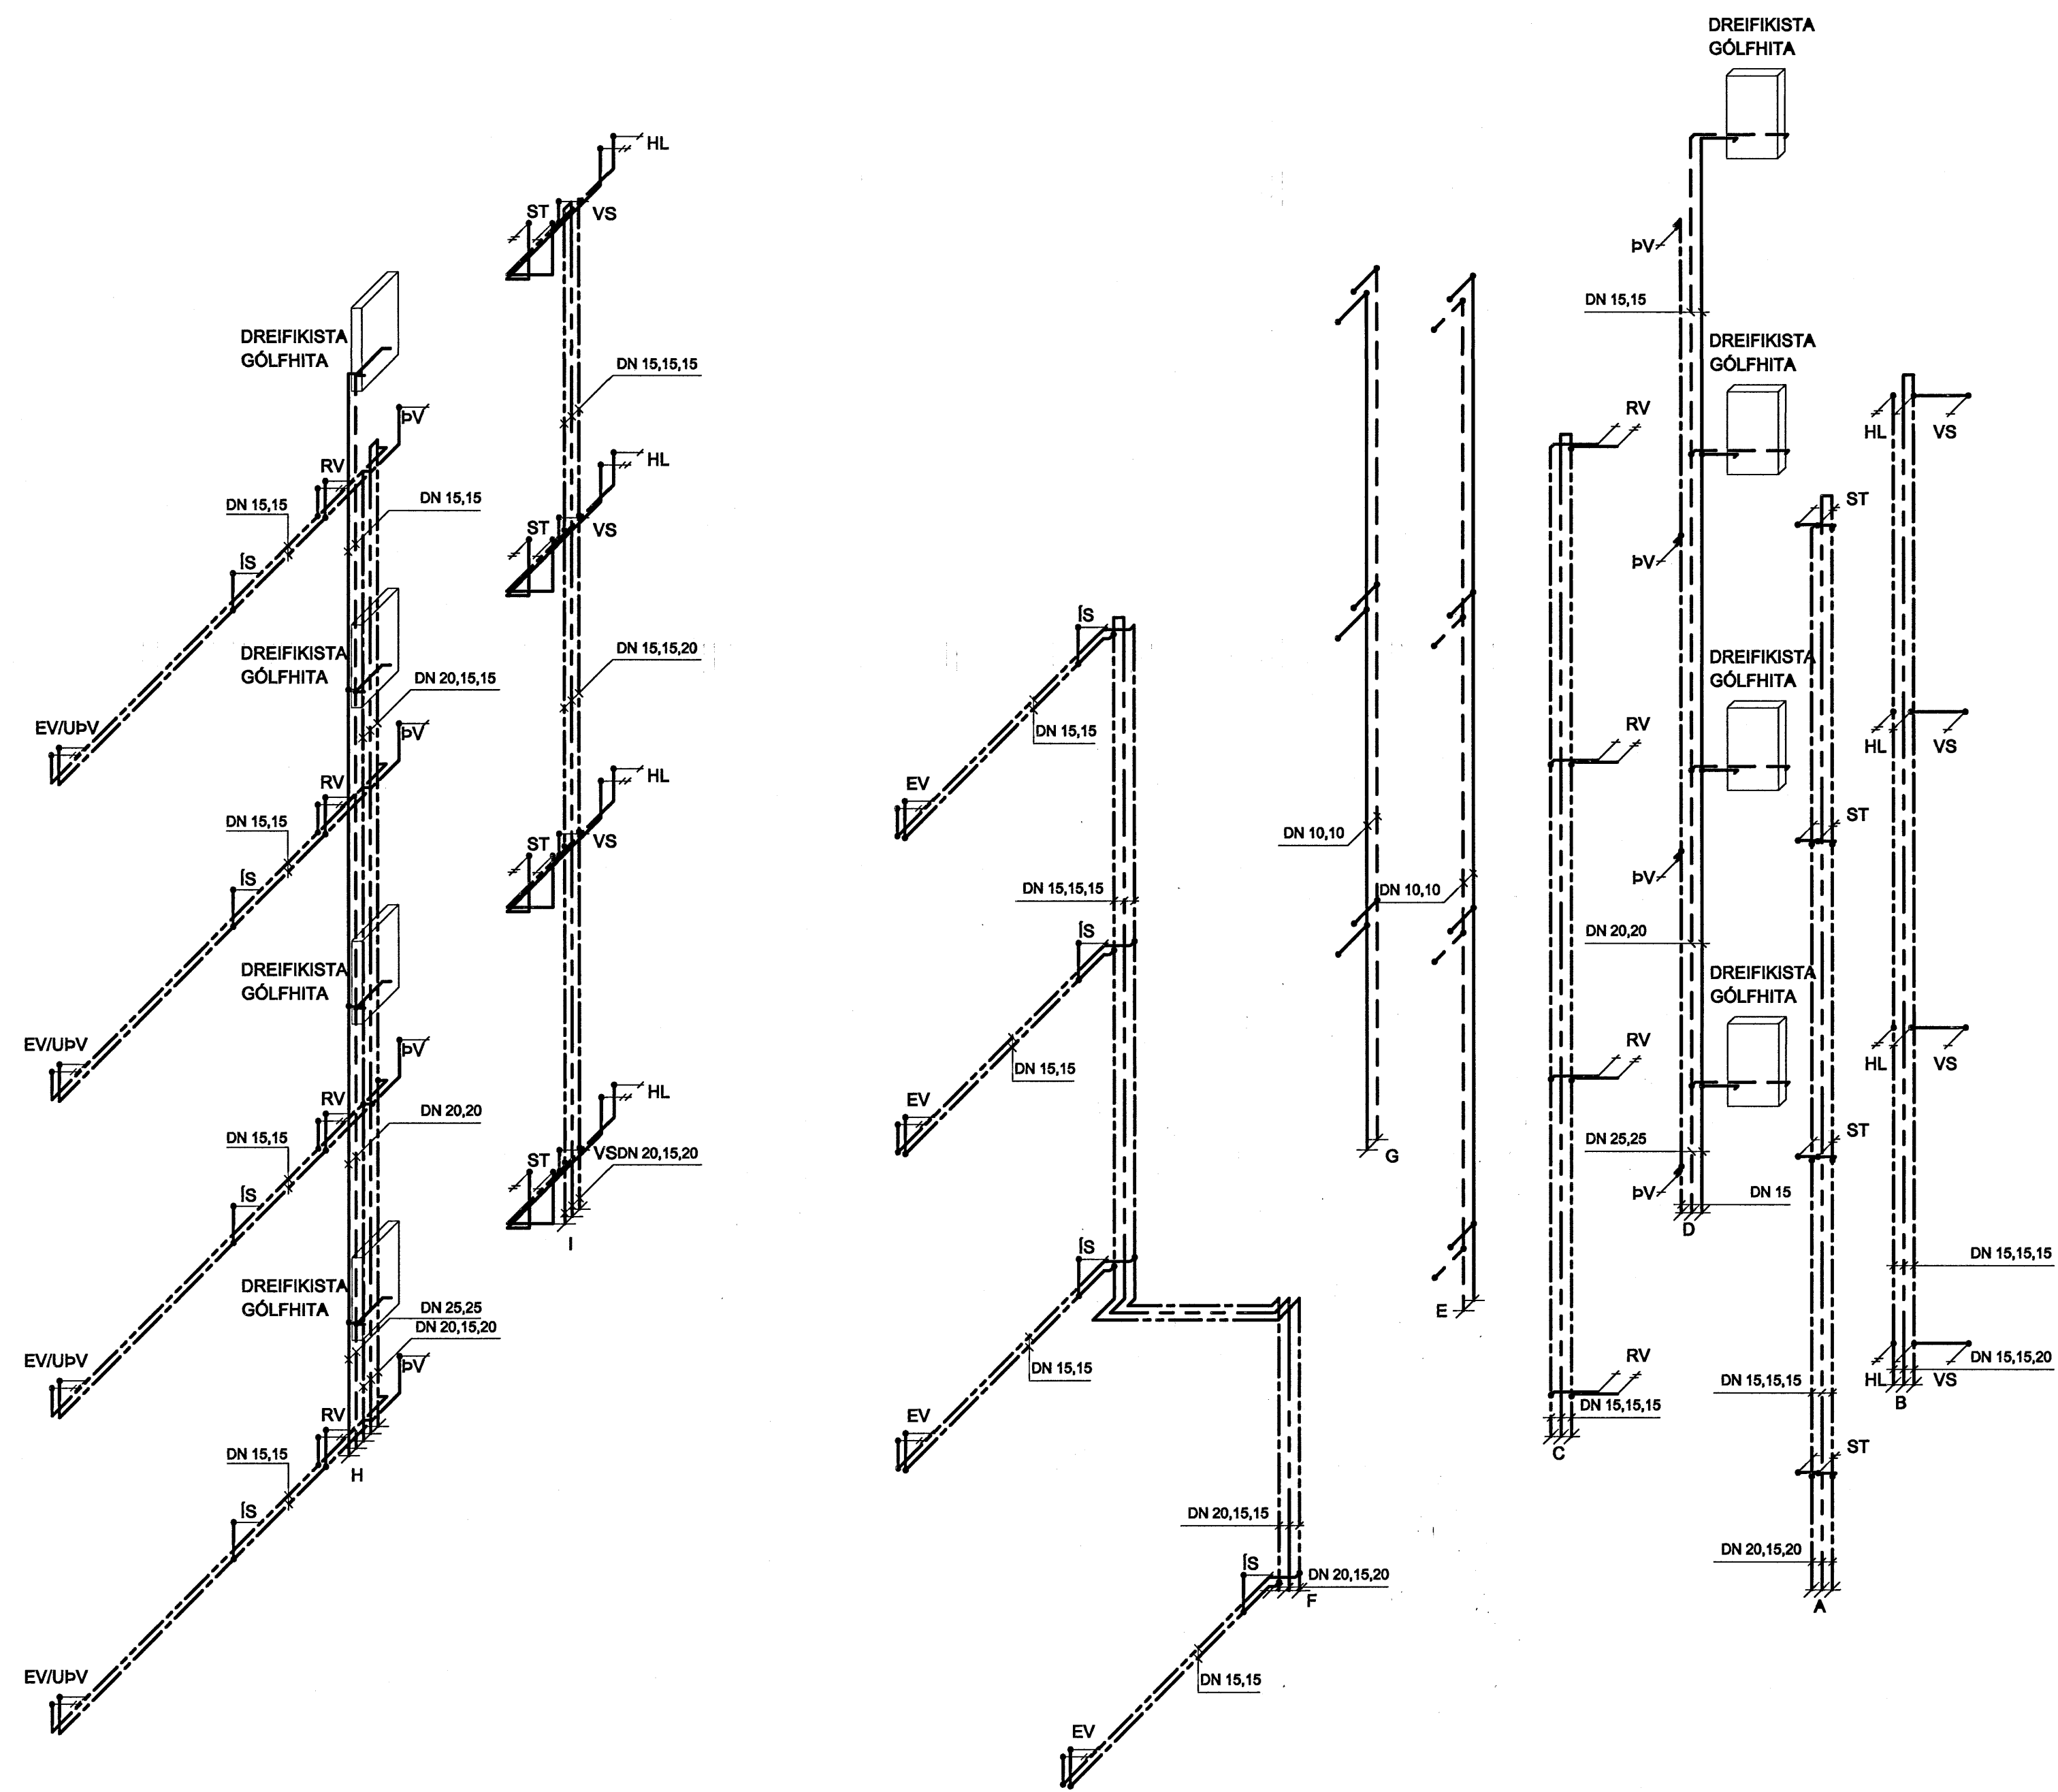 DREIFIKISTA
GÓLFHITA
HL
ST
VS
ÞV
DN 15,15
DREIFIKISTA
GÓLFHITA
DREIFIKISTA
GÓLFHITA
DN 15,15,15
ÞV
RV
HL
VS
RV
DN 15,15
DN 15,15
HL
ST
VS
ST
ÍS
ÞV
ÍS
DREIFIKISTA
GÓLFHITA
DN 15,15,20
DREIFIKISTA
GÓLFHITA
DN 20,15,15
EV/UÞV
ÞV
DN 15,15
RV
HL
VS
RV
HL
EV
DN 15,15
ST
VS
DN 10,10
ST
ÍS
ÞV
DN 15,15,15
DN 10,10
ÍS
DN 20,20
DREIFIKISTA
GÓLFHITA
DREIFIKISTA
GÓLFHITA
EV/UÞV
ÞV
RV
HL
VS
RV
DN 15,15
HL
EV
DN 20,20
DN 15,15
ST
VS
DN 20,15,20
G
DN 25,25
ST
ÍS
ÞV
DN 15
D
I
ÍS
DN 15,15,15
DREIFIKISTA
GÓLFHITA
DN 25,25
E
DN 20,15,20
EV/UÞV
ÞV
RV
DN 15,15
HL
VS
DN 15,15,20
DN 15,15,15
B
DN 15,15,15
RV
EV
DN 15,15
H
C
ST
ÍS
DN 20,15,15
DN 20,15,20
ÍS
DN 20,15,20
F
A
EV/UÞV
DN 15,15
EV